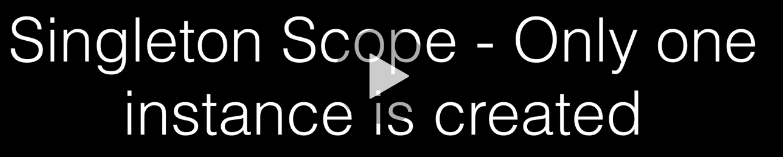 Singleton Scope - Only one
instance is created